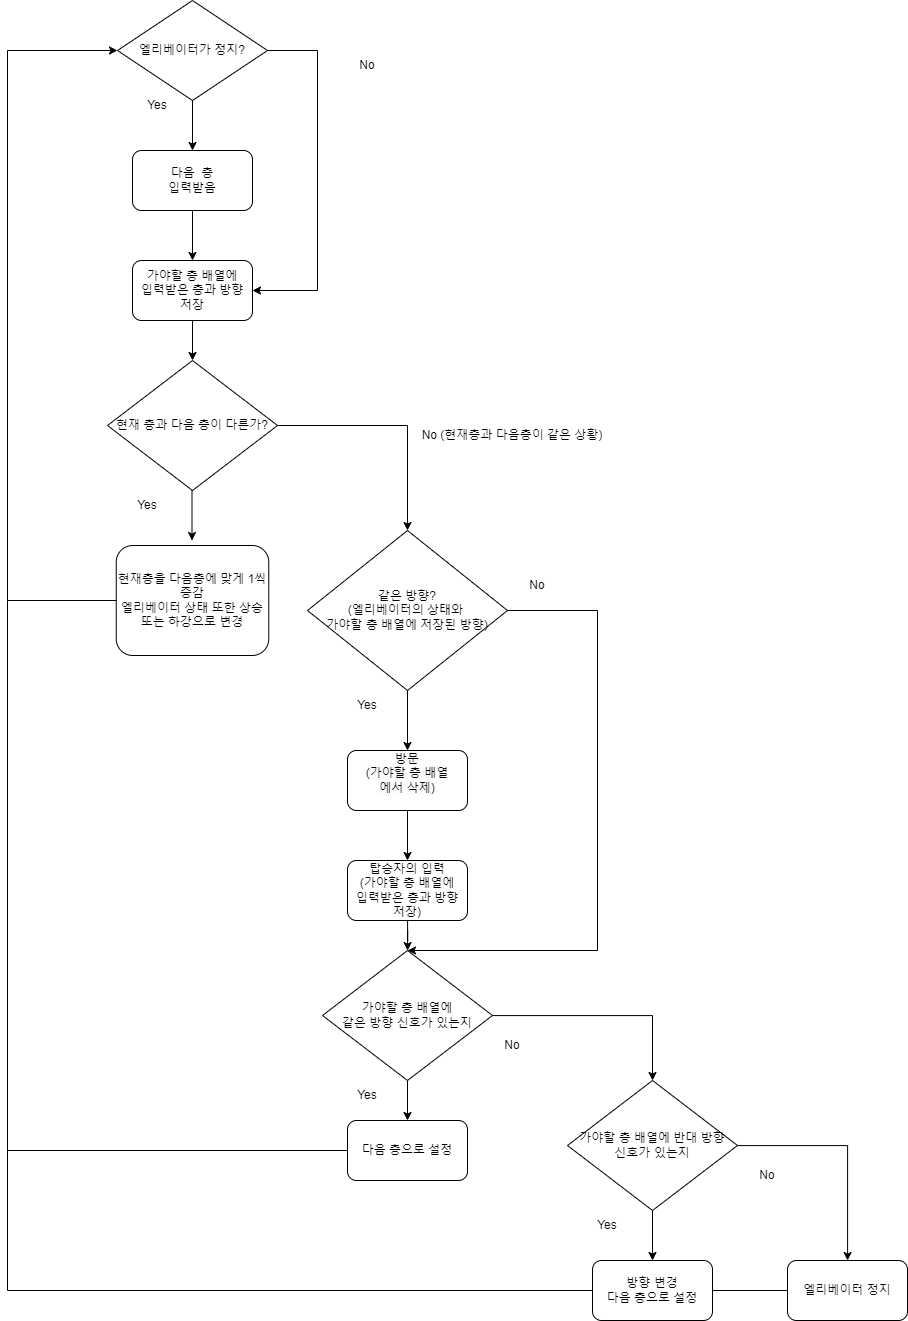 엘리베이터가 정지?
No
Yes
다음 층
입력받음
가야할 층 배열에
입력받은 층과 방향
저장
현재 층과 다음 층이 다른가?
No (현재층과 다음층이 같은 상황)
Yes
현재층을 다음층에 맞게 1씩
증감
엘리베이터 상태 또한 상승
또는 하강으로 변경
같은 방향?
(엘리베이터의 상태와
가야할 층 배열에 저장된 방향)
No
Yes
방문
(가야할 층 배열
에서 삭제)
탑승자의 입력
(가야할 층 배열에
입력받은 층과 방향
저장)
가야할 층 배열에
같은 방향 신호가 있는지
No
Yes
다음 층으로 설정
가야할 층 배열에 반대 방향
신호가 있는지
No
Yes
방향 변경
다음 층으로 설정
엘리베이터 정지